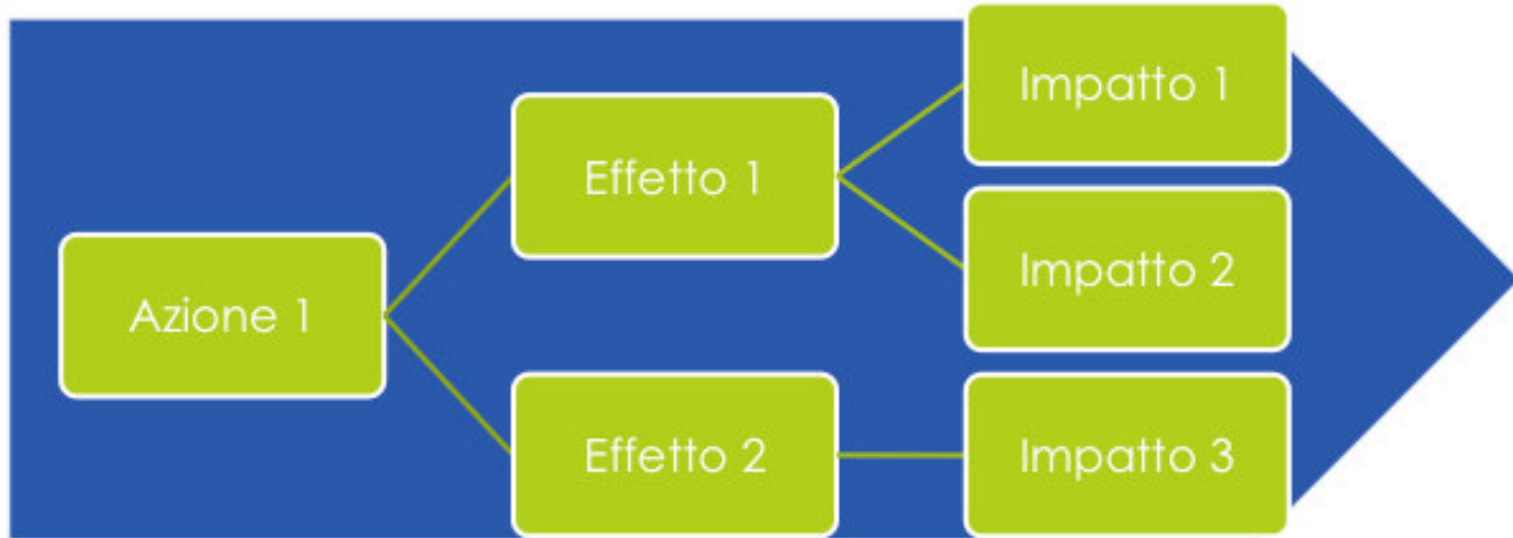 Azione 1
Effetto 1
Effetto 2
Impatto 1
Impatto 2
Impatto 3